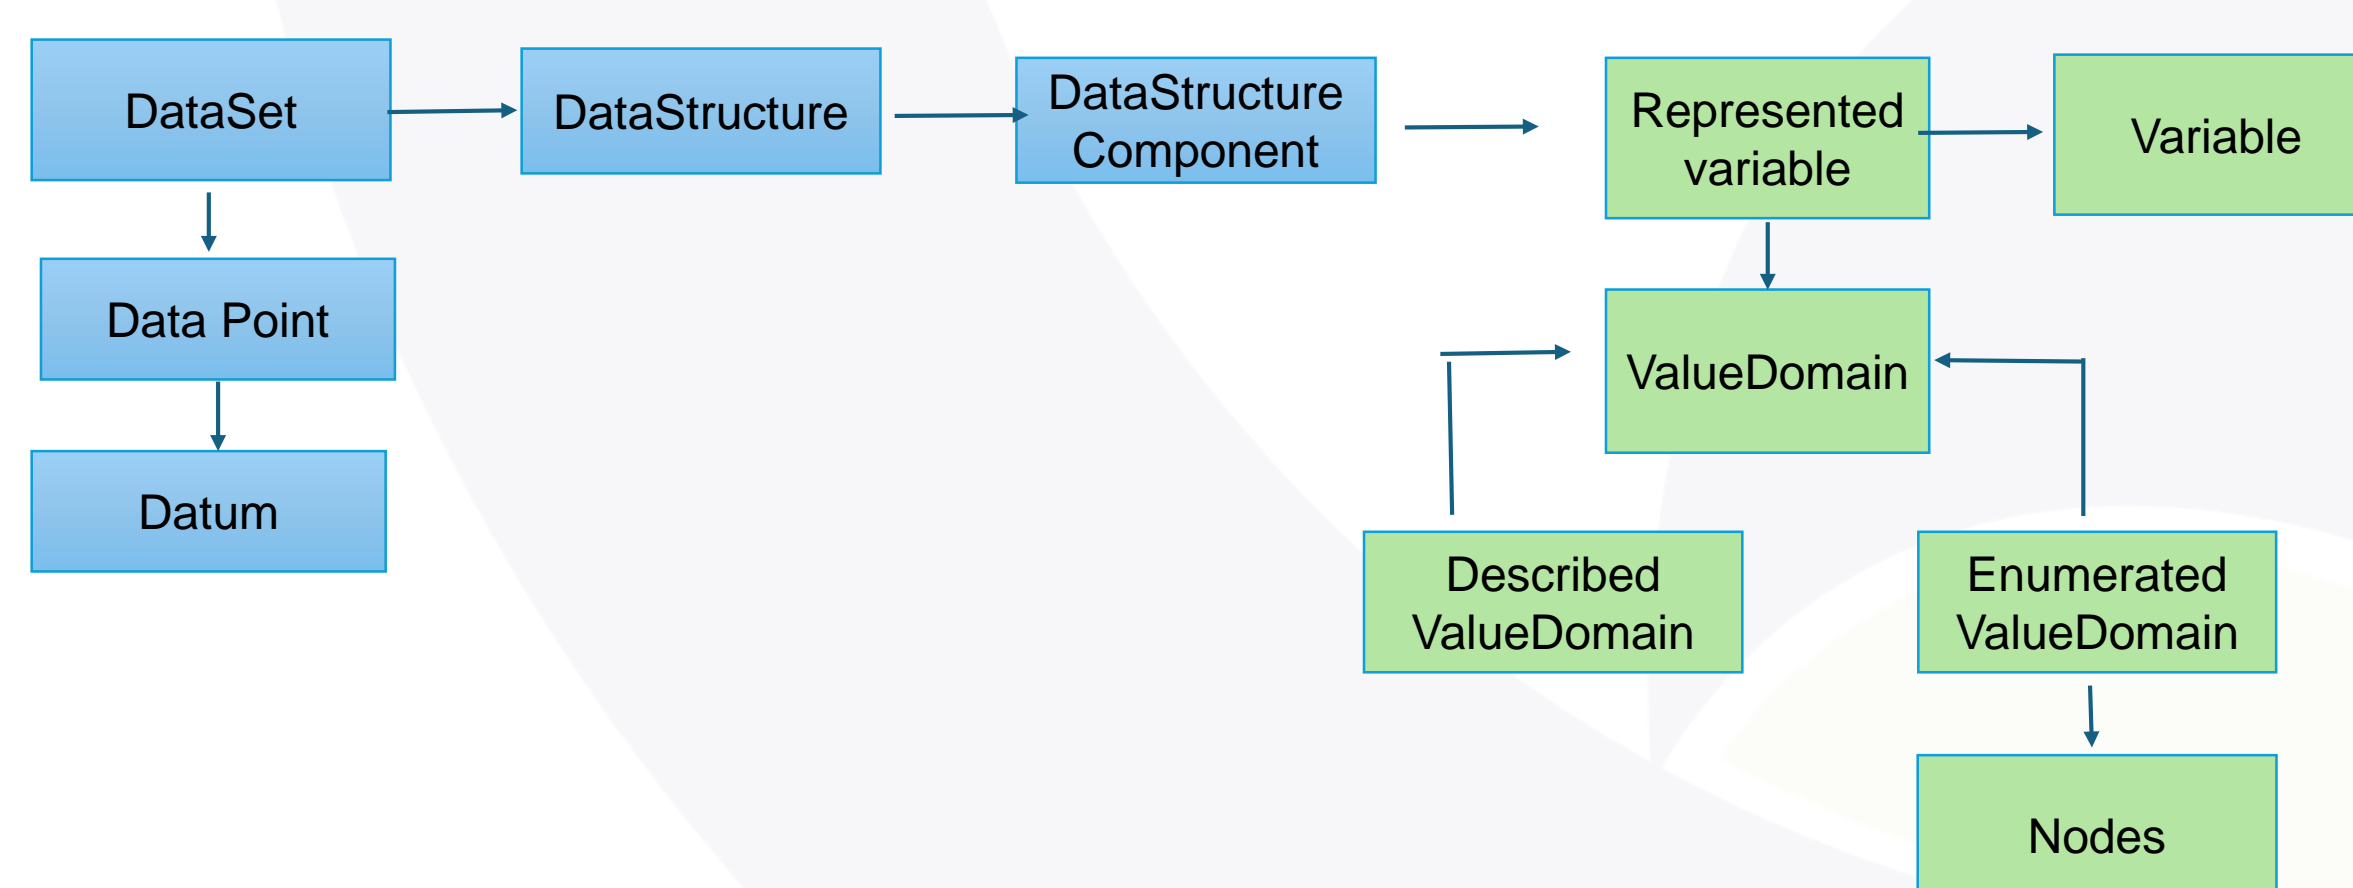 DataSet
DataStructure
DataStructure
Component
Represented
variable
Variable
Data Point
ValueDomain
Datum
Described
ValueDomain
Enumerated
ValueDomain
Nodes